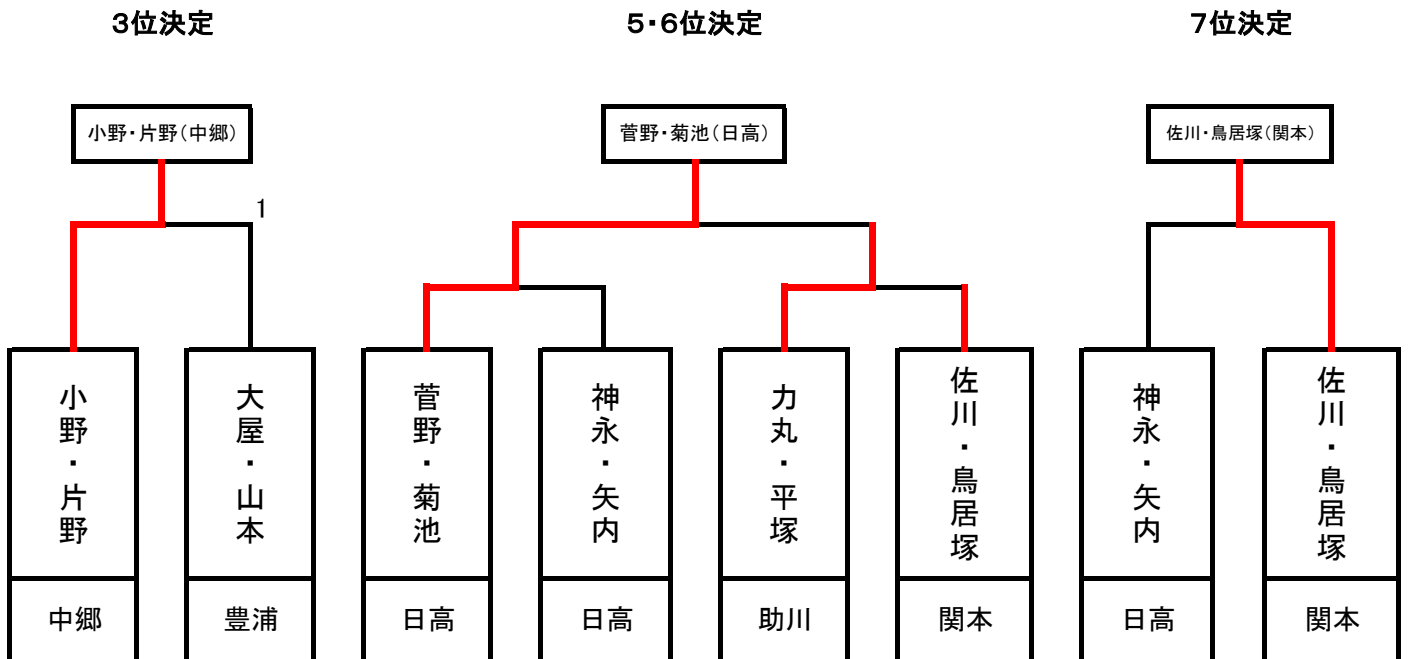 3位決定
5・6位決定
7位決定
小野・片野(中郷)
菅野・菊池(日高)
佐川・鳥居塚(関本)
1
小野・片野
大屋・山本
菅野・菊池
神永・矢内
力丸・平塚
佐川・鳥居塚
神永・矢内
佐川・鳥居塚
中郷
豊浦
日高
日高
助川
関本
日高
関本